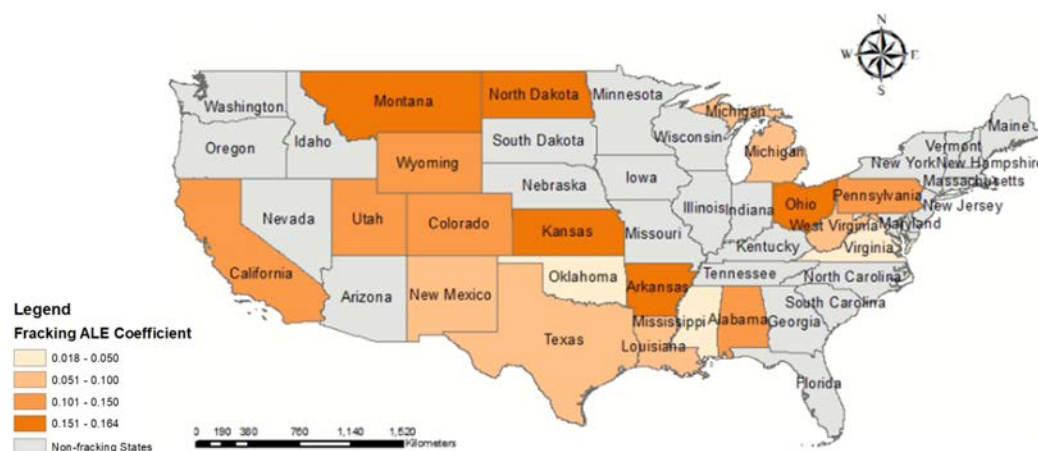 N
W E
S
Washington
Montana
North Dakota
Minnesota
Michigan
Maine
Oregon
Idaho
South Dakota
Wisconsin
Michigan
Vermont
New York
New Hampshire
Wyoming
Massachusetts
Nebraska
Iowa
Pennsylvania
New Jersey
Nevada
Utah
Colorado
Illinois
Indiana
Ohio
Maryland
West Virginia
Kansas
Missouri
Kentucky
Virginia
California
Oklahoma
Tennessee
North Carolina
Arizona
New Mexico
Arkansas
South Carolina
Texas
Mississippi
Alabama
Georgia
Louisiana
Florida
Legend
Fracking ALE Coefficient
0.018 - 0.050
0.051 - 0.100
0.101 - 0.150
0.151 - 0.164
Non-fracking States
0 190 380 760 1,140 1,520
Kilometers